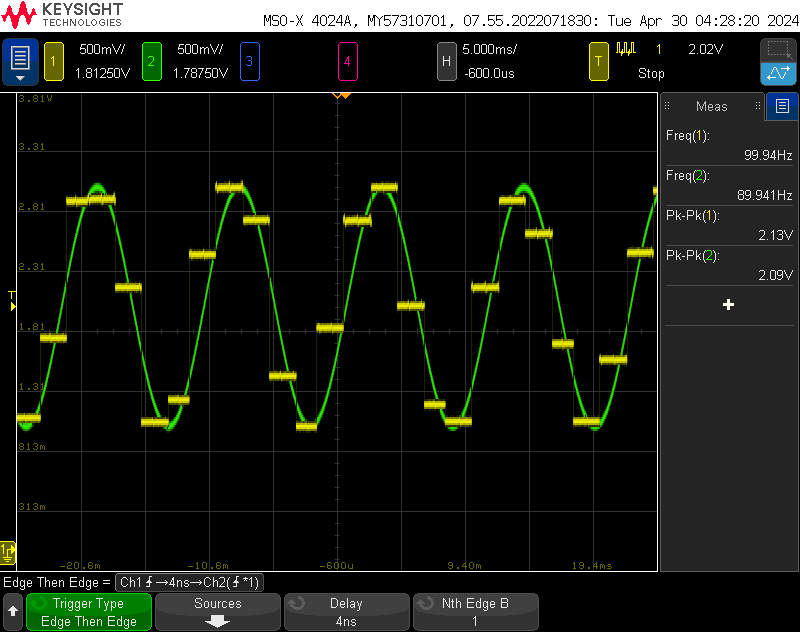 KEYSIGHT
TECHNOLOGIES
MSO-X 4024A, MY57310701, 07.55.2022071830: Tue Apr 30 04:28:20 2024
1 500mV/ 2 500mV/ 3 4 H 5.000ms/ T 1 2.02V
1.81250V 1.78750V -600.0us Stop
3.81V
3.31
2.81
2.31
T
1.81
1.31
813m
313m
1
-20.6m -10.6m -600u 9.40m 19.4ms
Meas
Freq(1):
99.94Hz
Freq(2):
89.941Hz
Pk-Pk(1):
2.13V
Pk-Pk(2):
2.09V
+
Edge Then Edge = Ch1 →4ns→Ch2( *1)
Trigger Type Sources Delay Nth Edge B
Edge Then Edge 4ns 1